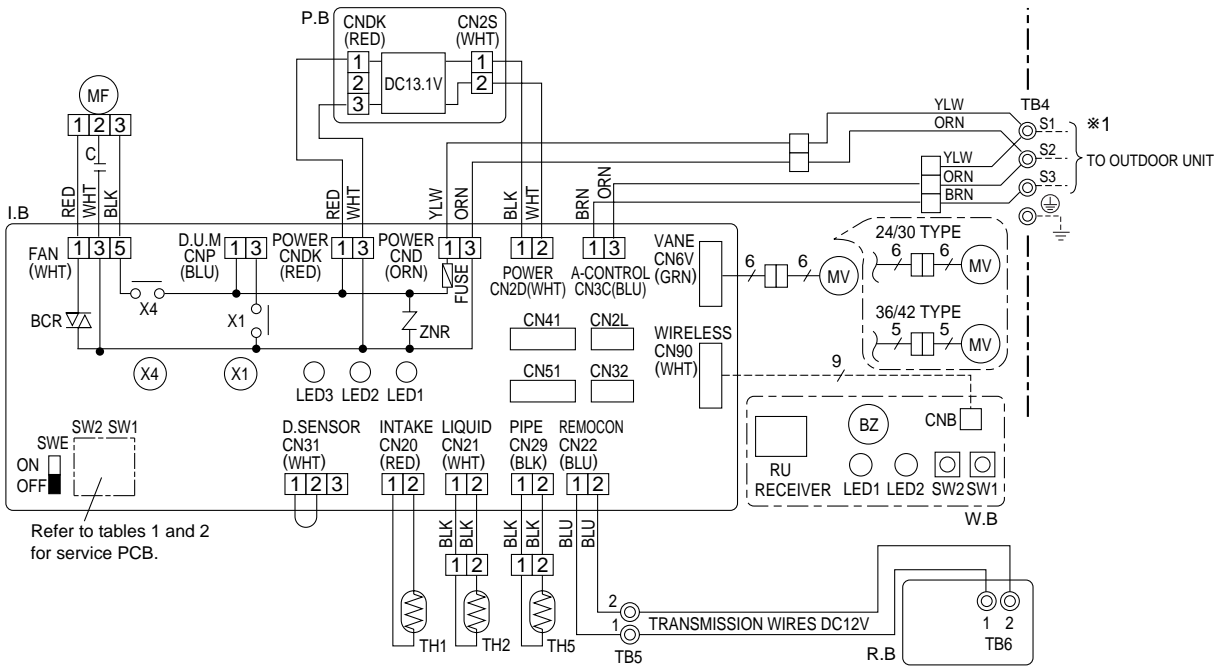 P.B
CNDK
(RED)
CN2S
(WHT)
1
2
3
DC13.1V
1
2
MF
1 2 3
C
RED
WHT
BLK
RED
WHT
YLW
ORN
BLK
WHT
BRN
ORN
YLW
ORN
YLW
ORN
BRN
TB4
S1
S2
S3
※1
TO OUTDOOR UNIT
I.B
1 3 5
FAN
(WHT)
D.U.M
CNP
(BLU)
1 3
POWER
CNDK
(RED)
1 3
POWER
CND
(ORN)
1 3
FUSE
1 2
POWER
CN2D(WHT)
1 3
A-CONTROL
CN3C(BLU)
VANE
CN6V
(GRN)
6
6
MV
24/30 TYPE
6
6
MV
36/42 TYPE
5
5
MV
BCR
X4
X1
ZNR
X4
X1
LED3 LED2 LED1
CN41
CN2L
CN51
CN32
WIRELESS
CN90
(WHT)
9
CNB
BZ
RU
RECEIVER
LED1 LED2 SW2 SW1
W.B
SW2 SW1
SWE
ON
OFF
Refer to tables 1 and 2
for service PCB.
D.SENSOR
CN31
(WHT)
1 2 3
INTAKE
CN20
(RED)
1 2
LIQUID
CN21
(WHT)
1 2
PIPE
CN29
(BLK)
1 2
REMOCON
CN22
(BLU)
1 2
BLK
BLK
BLK
BLK
BLU
BLU
1 2
1 2
TH1
TH2
TH5
2
1
TB5
TRANSMISSION WIRES DC12V
1 2
TB6
R.B